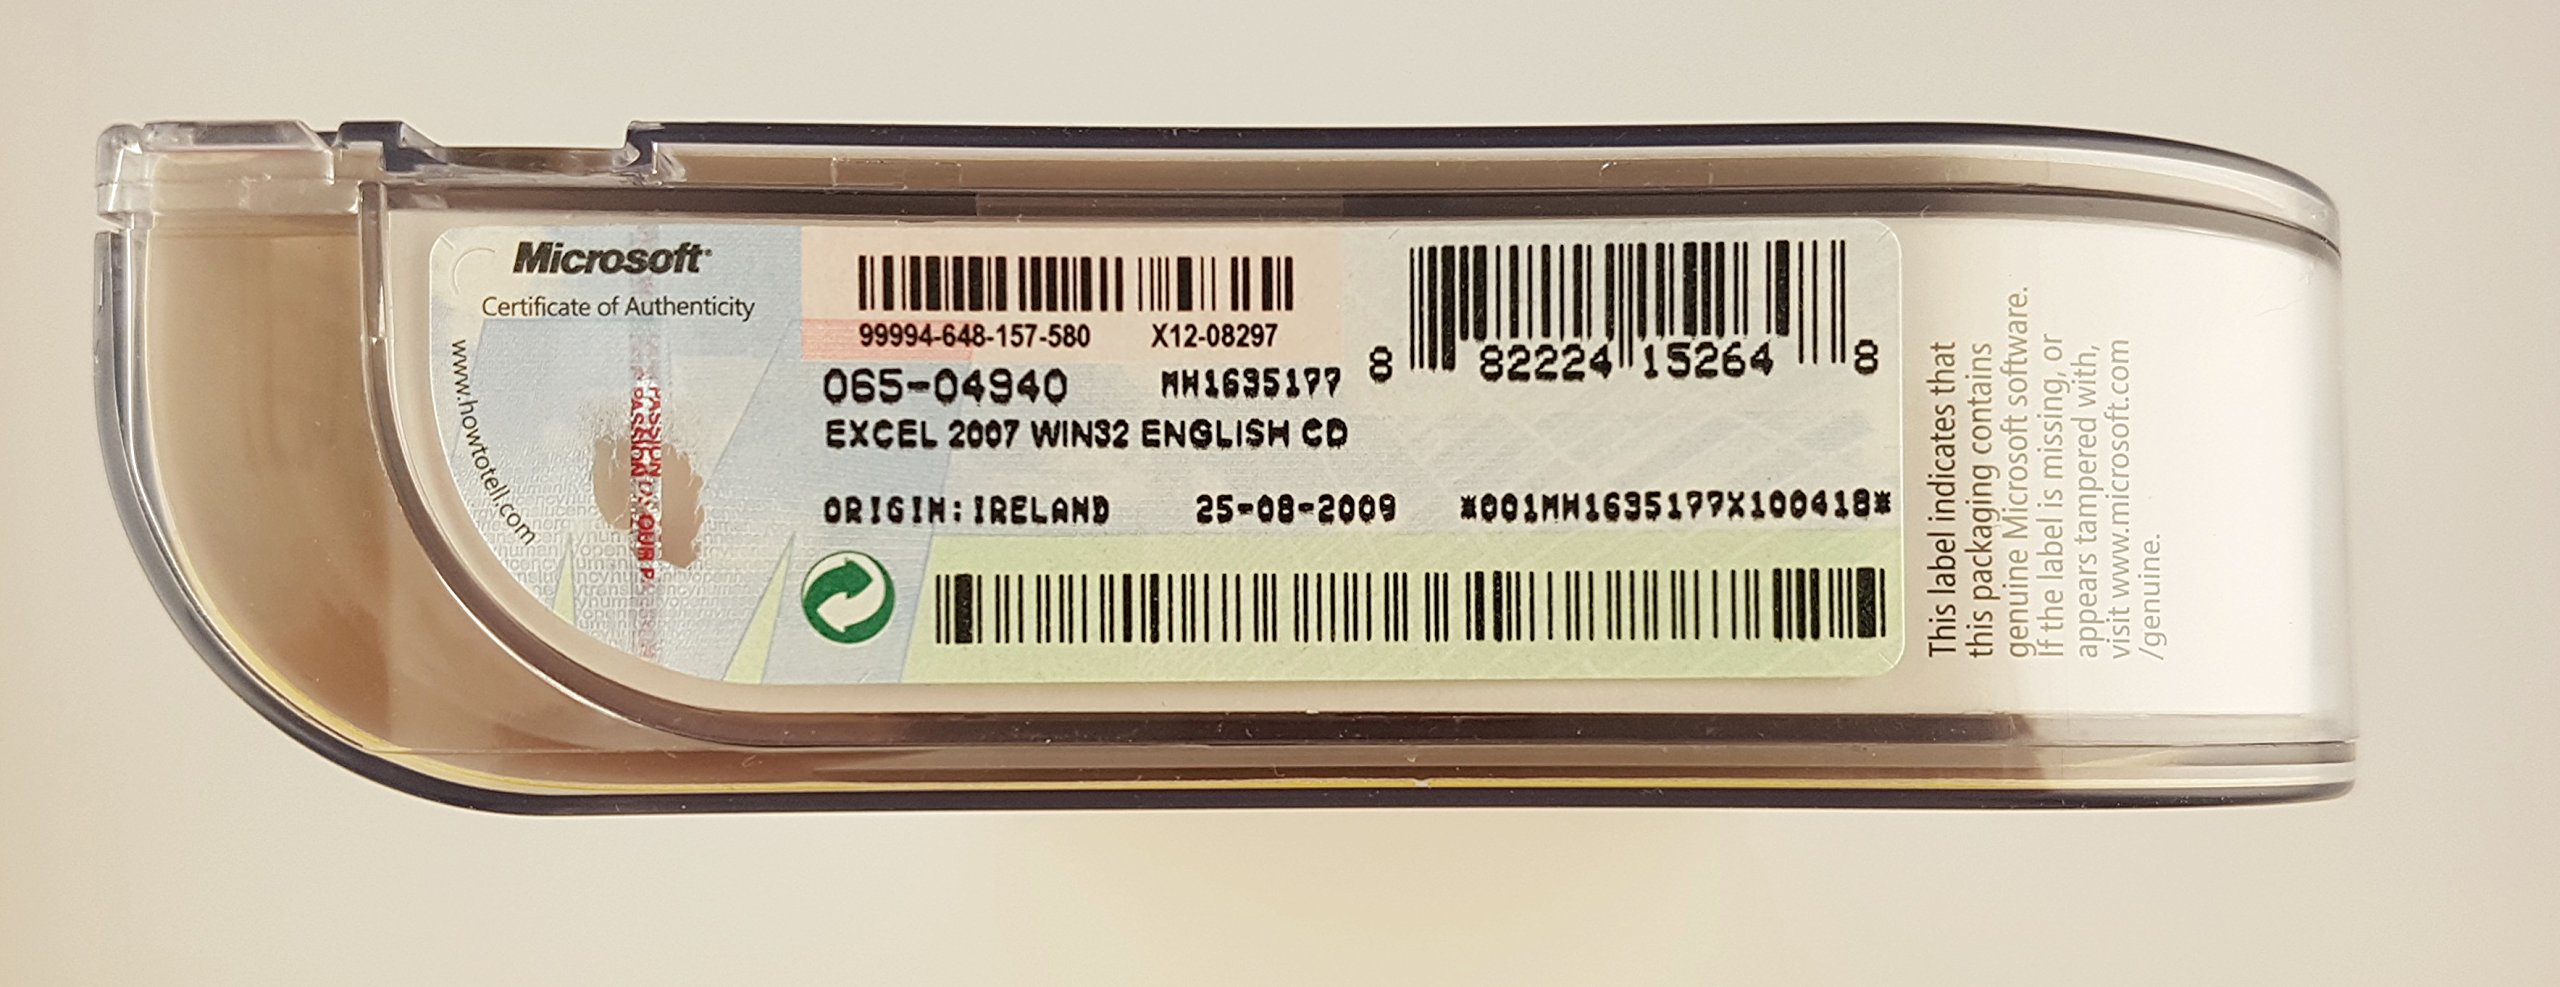 Microsoft®
Certificate of Authenticity
www.howtotell.com
99994-648-157-580 X12-08297
065-04940 MH1635177
EXCEL 2007 WIN32 ENGLISH CD
ORIGIN: IRELAND 25-08-2009 *001MH1635177X100418*
8 82224 15264 8
This label indicates that
this packaging contains
genuine Microsoft software.
If the label is missing, or
appears tampered with,
visit www.microsoft.com
/genuine.